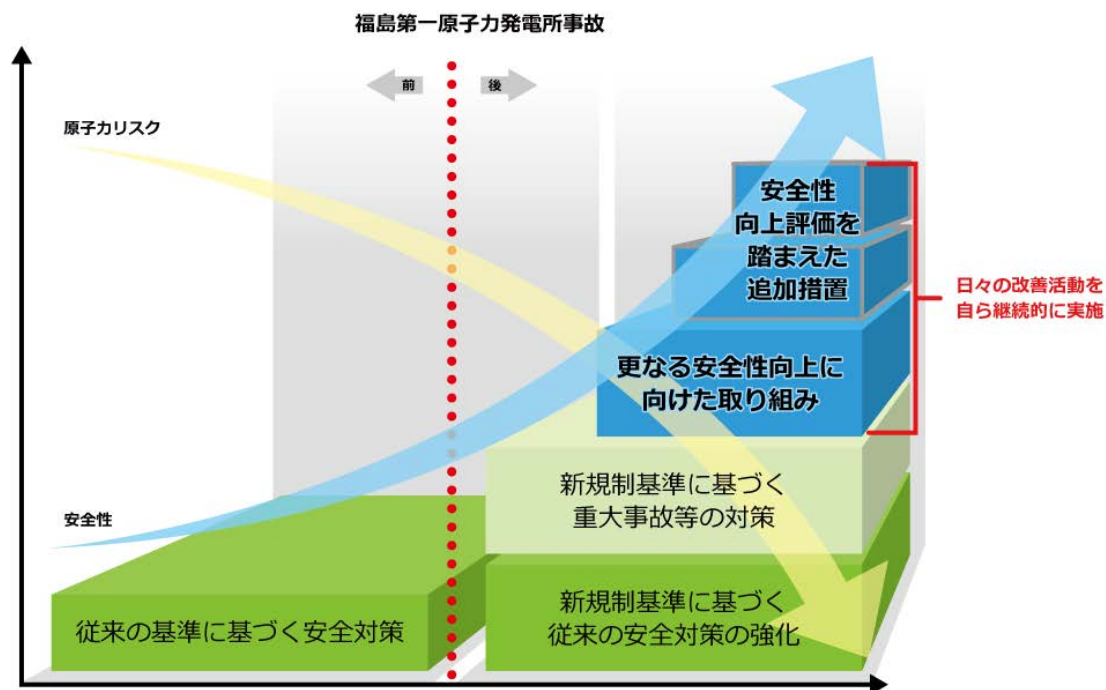 福島第一原子力発電所事故
前
後
原子力リスク
安全性
向上評価を
踏まえた
追加措置
日々の改善活動を
自ら継続的に実施
更なる安全性向上に
向けた取り組み
新規制基準に基づく
重大事故等の対策
安全性
従来の基準に基づく安全対策
新規制基準に基づく
従来の安全対策の強化